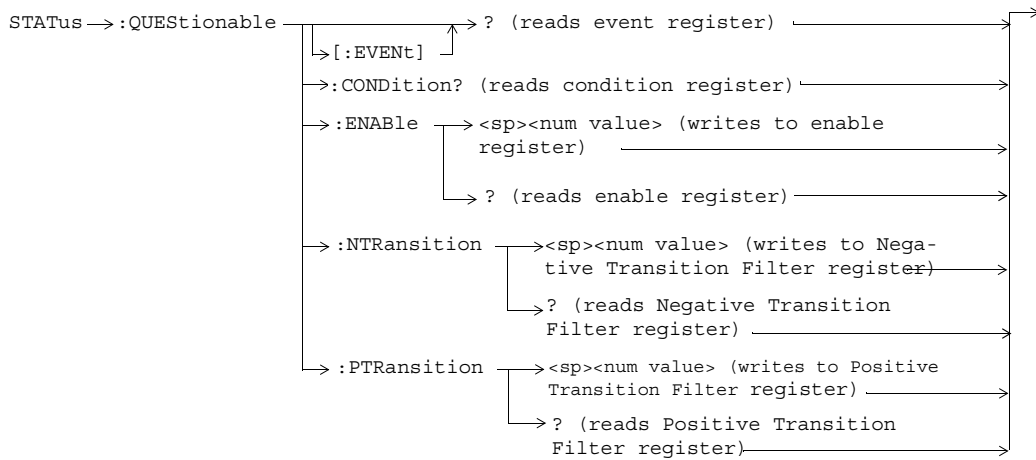 STATus :QUEStionable ? (reads event register)
[:EVENt]
:CONDition? (reads condition register)
:ENABle <sp><num value> (writes to enable
register)
? (reads enable register)
:NTRansition <sp><num value> (writes to Nega-
tive Transition Filter register)
? (reads Negative Transition
Filter register)
:PTRansition <sp><num value> (writes to Positive
Transition Filter register)
? (reads Positive Transition
Filter register)